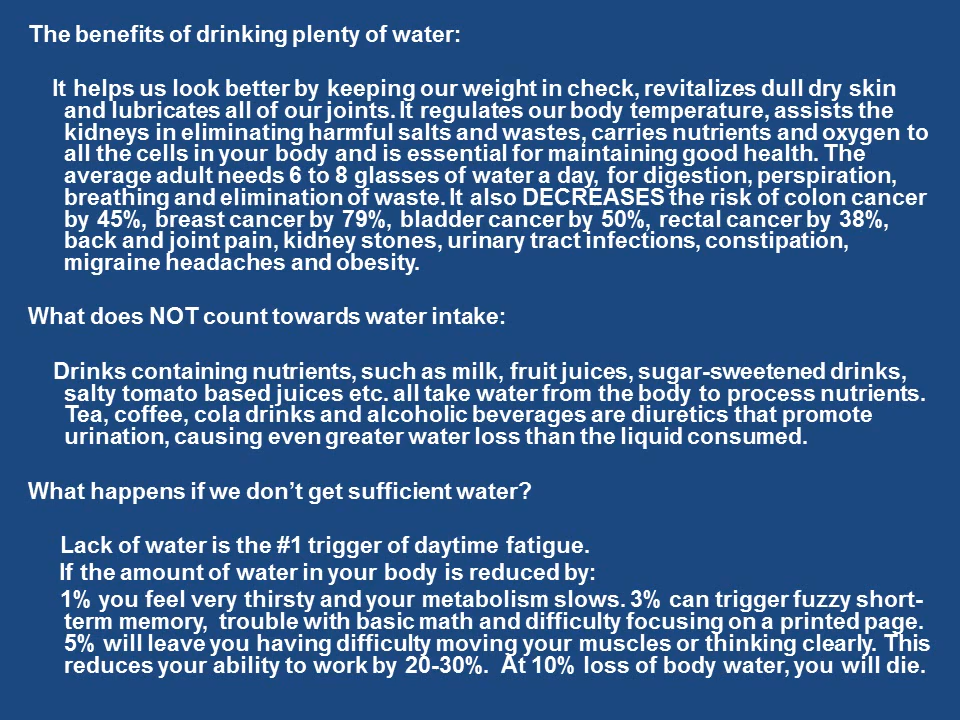 The benefits of drinking plenty of water:
It helps us look better by keeping our weight in check, revitalizes dull dry skin
and lubricates all of our joints. It regulates our body temperature, assists the
kidneys in eliminating harmful salts and wastes, carries nutrients and oxygen to
all the cells in your body and is essential for maintaining good health. The
average adult needs 6 to 8 glasses of water a day, for digestion, perspiration,
breathing and elimination of waste. It also DECREASES the risk of colon cancer
by 45%, breast cancer by 79%, bladder cancer by 50%, rectal cancer by 38%,
back and joint pain, kidney stones, urinary tract infections, constipation,
migraine headaches and obesity.
What does NOT count towards water intake:
Drinks containing nutrients, such as milk, fruit juices, sugar-sweetened drinks,
salty tomato based juices etc. all take water from the body to process nutrients.
Tea, coffee, cola drinks and alcoholic beverages are diuretics that promote
urination, causing even greater water loss than the liquid consumed.
What happens if we don’t get sufficient water?
Lack of water is the #1 trigger of daytime fatigue.
If the amount of water in your body is reduced by:
1% you feel very thirsty and your metabolism slows. 3% can trigger fuzzy short-
term memory, trouble with basic math and difficulty focusing on a printed page.
5% will leave you having difficulty moving your muscles or thinking clearly. This
reduces your ability to work by 20-30%. At 10% loss of body water, you will die.